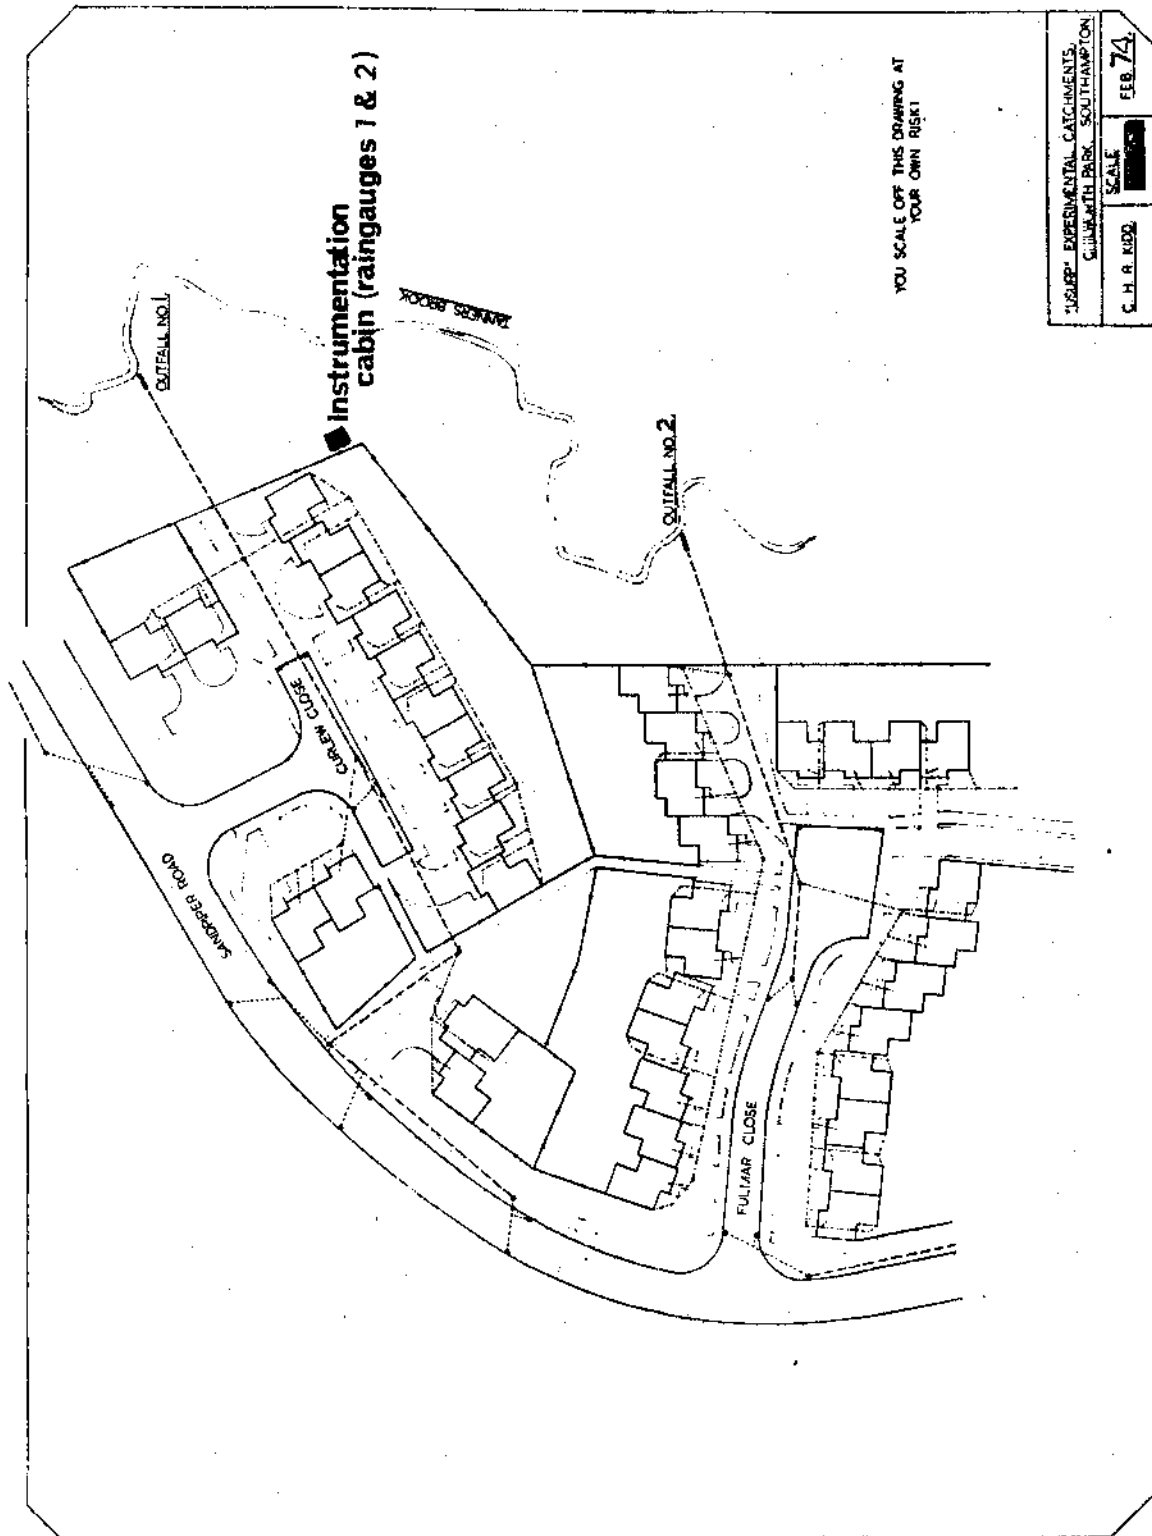 Instrumentation
cabin (raingauges 1 & 2)
OUTFALL NO.1
TANNERS BROOK
OUTFALL NO.2
CURLEW CLOSE
SANDPIPER ROAD
FULMAR CLOSE
YOU SCALE OFF THIS DRAWING AT
YOUR OWN RISK!
"USURP" EXPERIMENTAL CATCHMENTS.
PARK, SOUTHAMPTON
C. H. R. KIDD.
SCALE
FEB. 74.